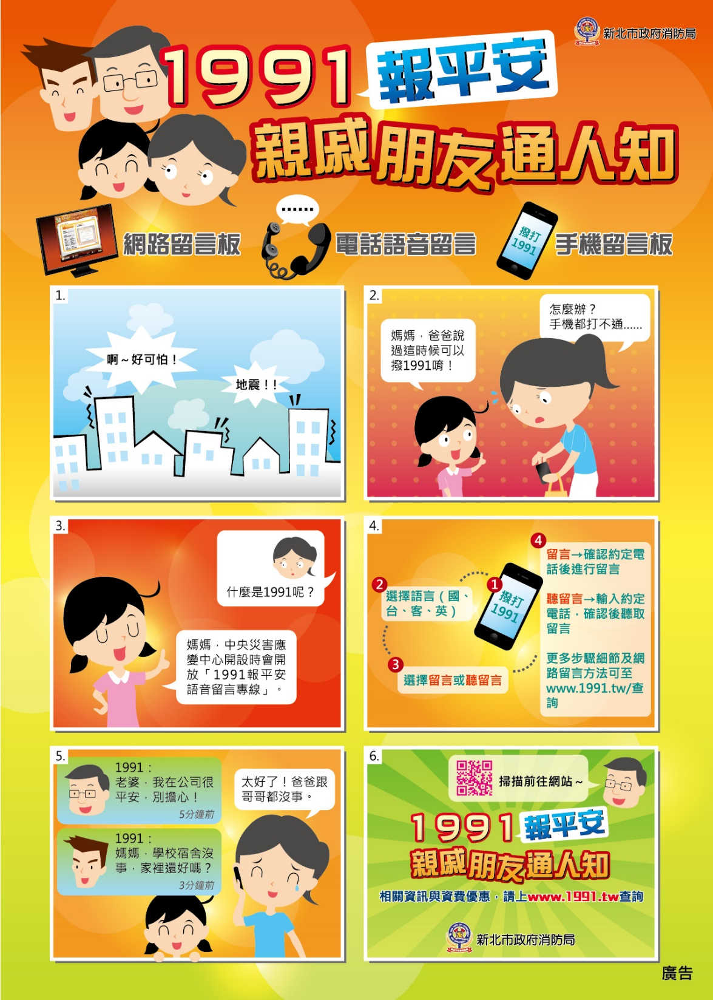 新北市政府消防局
1991 報平安
親戚朋友通人知
網路留言板
......
電話語音留言
撥打
1991
手機留言板
1.
啊~好可怕!
地震!!
2.
怎麼辦?
手機都打不通......
媽媽,爸爸說
過這時候可以
撥1991唷!
3.
什麼是1991呢?
媽媽,中央災害應
變中心開設時會開
放「1991報平安
語音留言專線」。
4.
1
撥打
1991
2
選擇語言(國、
台、客、英)
3
選擇留言或聽留言
4
留言→確認約定電
話後進行留言
聽留言→輸入約定
電話,確認後聽取
留言
更多步驟細節及網
路留言方法可至
www.1991.tw/查
詢
5.
1991:
老婆,我在公司很
平安,別擔心!
5分鐘前
1991:
媽媽,學校宿舍沒
事,家裡還好嗎?
3分鐘前
太好了!爸爸跟
哥哥都沒事。
6.
掃描前往網站~
1991 報平安
親戚朋友通人知
相關資訊與資費優惠,請上www.1991.tw查詢
新北市政府消防局
廣告